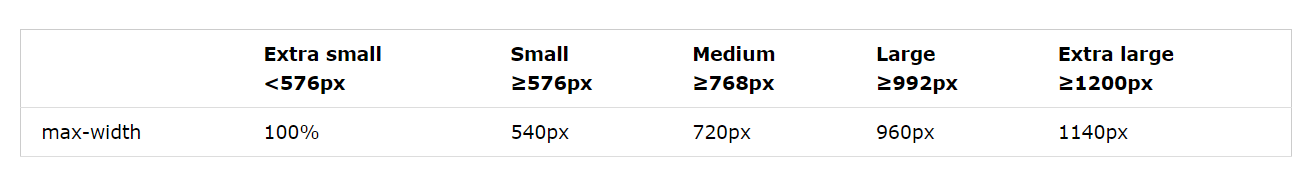 Extra small Small Medium Large Extra large
<576px ≥576px ≥768px ≥992px ≥1200px
max-width 100% 540px 720px 960px 1140px